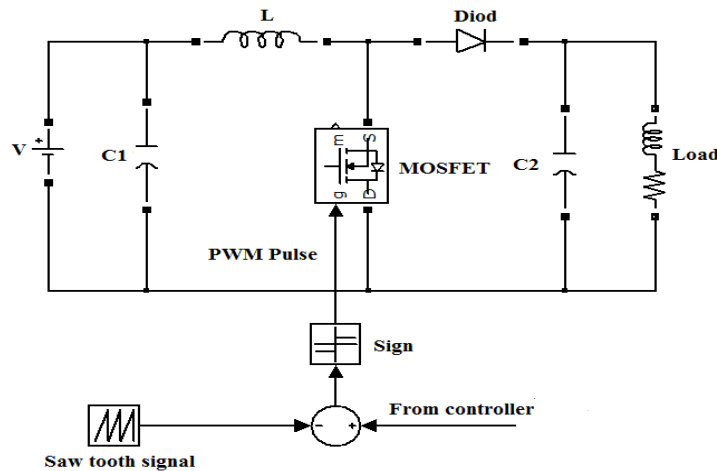 L
Diod
V
+
C1
m
S
g
D
MOSFET
C2
Load
PWM Pulse
Sign
From controller
-
+
Saw tooth signal